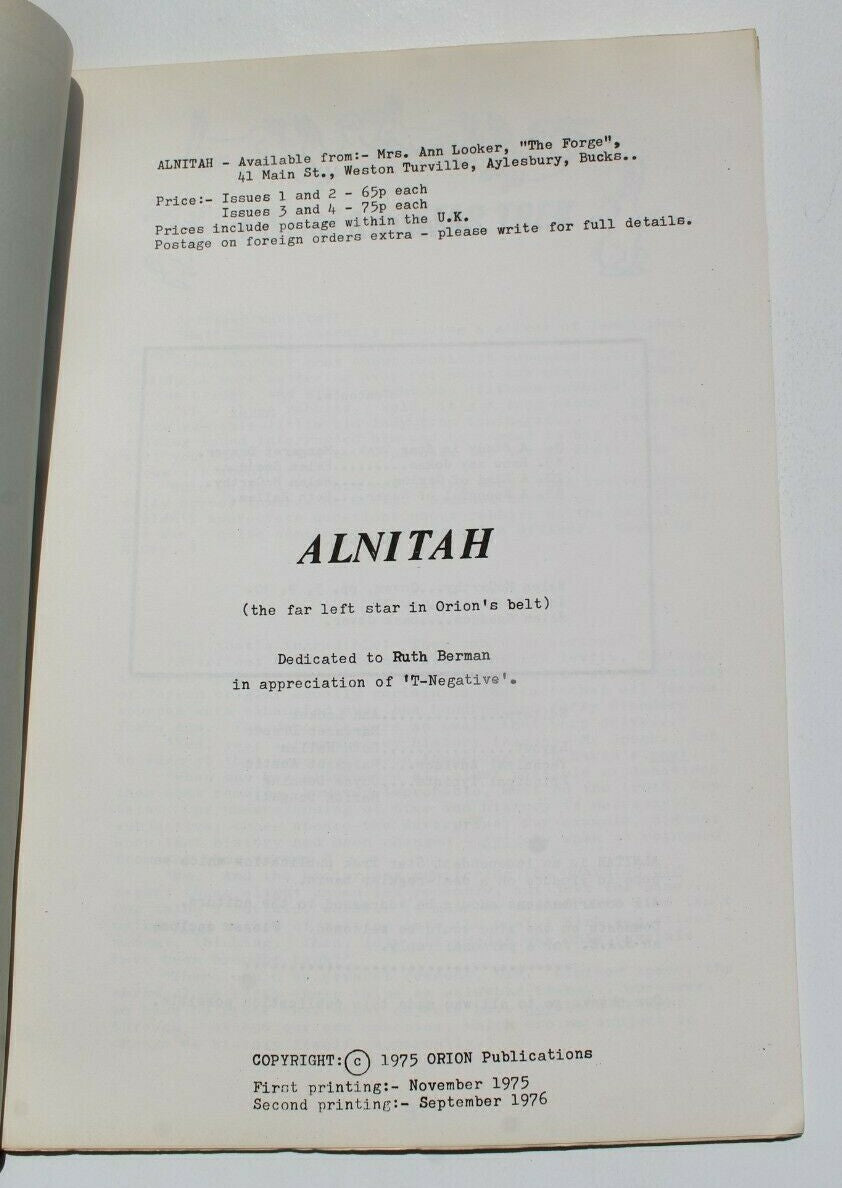 ALNITAH - Available from:- Mrs. Ann Looker, "The Forge",
41 Main St., Weston Turville, Aylesbury, Bucks..
Price:- Issues 1 and 2 - 65p each
Issues 3 and 4 - 75p each
Prices include postage within the U.K.
Postage on foreign orders extra - please write for full details.
ALNITAH
(the far left star in Orion's belt)
Dedicated to Ruth Berman
in appreciation of 'T-Negative'.
COPYRIGHT: © 1975 ORION Publications
First printing:- November 1975
Second printing:- September 1976